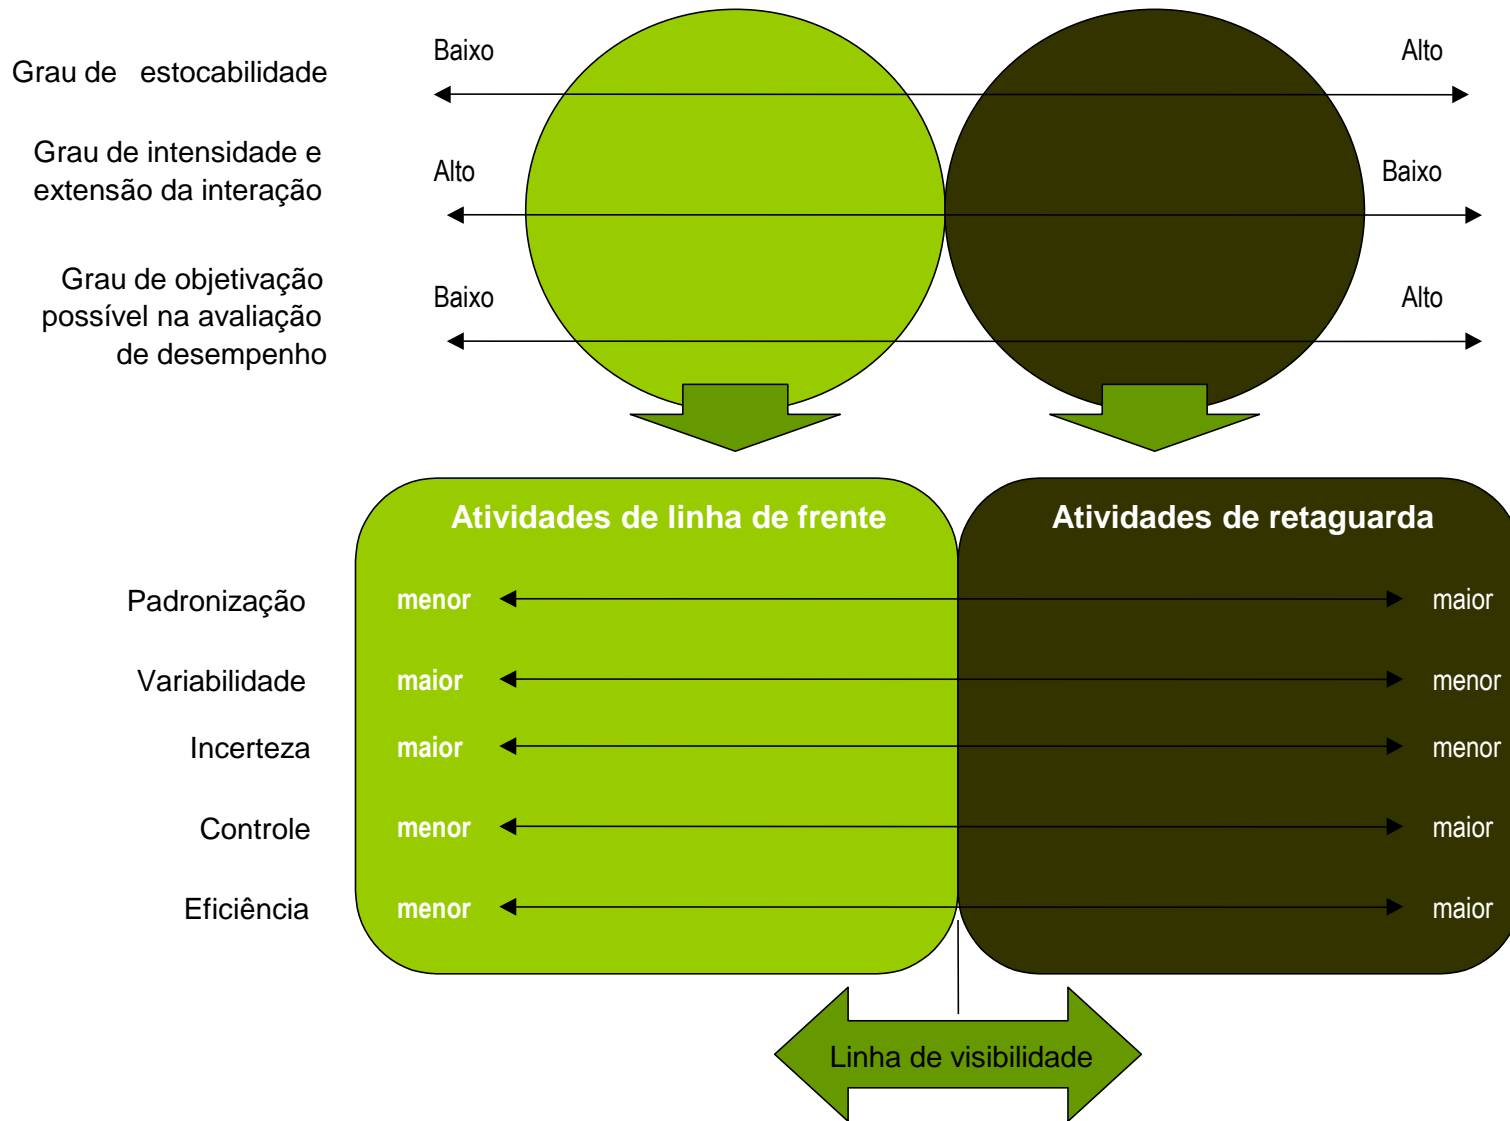 Grau de estocabilidade
Baixo
Alto
Grau de intensidade e
extensão da interação
Alto
Baixo
Grau de objetivação
possível na avaliação
de desempenho
Baixo
Alto
Atividades de linha de frente
Atividades de retaguarda
Padronização
menor
maior
Variabilidade
maior
menor
Incerteza
maior
menor
Controle
menor
maior
Eficiência
menor
maior
Linha de visibilidade